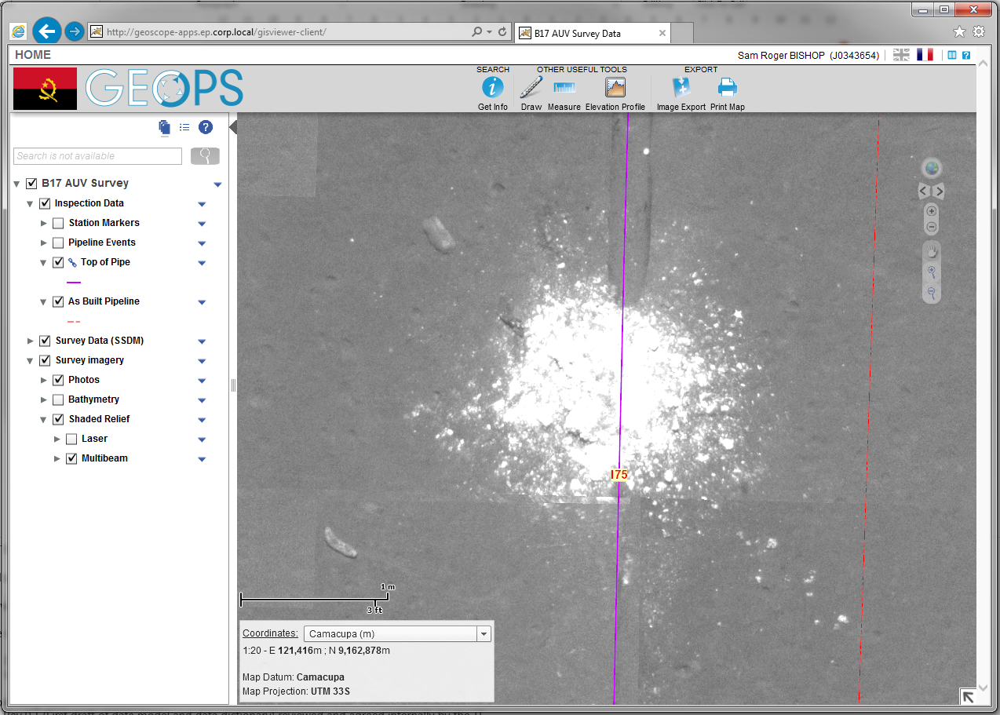 http://geoscope-apps.ep.corp.local/gisviewer-client/
B17 AUV Survey Data
HOME
Sam Roger BISHOP (J0343654)
GEOPS
SEARCH
OTHER USEFUL TOOLS
EXPORT
Get Info
Draw
Measure
Elevation Profile
Image Export
Print Map
Search is not available
B17 AUV Survey
Inspection Data
Station Markers
Pipeline Events
Top of Pipe
As Built Pipeline
Survey Data (SSDM)
Survey imagery
Photos
Bathymetry
Shaded Relief
Laser
Multibeam
I75
1 m
3 ft
Coordinates: Camacupa (m)
1:20 - E 121,416m ; N 9,162,878m
Map Datum: Camacupa
Map Projection: UTM 33S